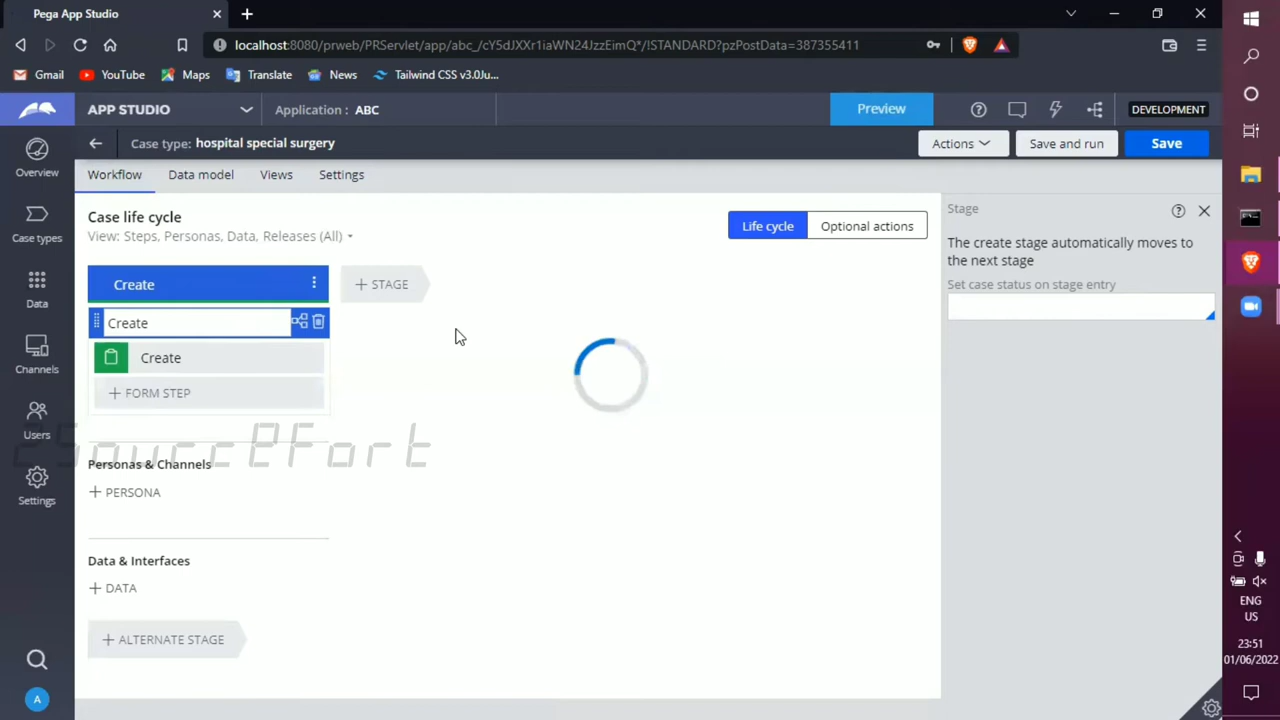 Pega App Studio
localhost:8080/prweb/PRServlet/app/abc_/cY5dJXXr1iaWN24JzzEimQ*/!STANDARD?pzPostData=387355411
Gmail YouTube Maps Translate News Tailwind CSS v3.0Ju...
APP STUDIO Application : ABC Preview DEVELOPMENT
Case type: hospital special surgery Actions Save and run Save
Overview
Case types
Data
Channels
Users
Settings
A
Workflow Data model Views Settings
Case life cycle
View: Steps, Personas, Data, Releases (All)
Life cycle Optional actions
Create
+ STAGE
Create
Create
+ FORM STEP
2Source@Fort
Personas & Channels
+ PERSONA
Data & Interfaces
+ DATA
+ ALTERNATE STAGE
Stage
The create stage automatically moves to
the next stage
Set case status on stage entry
ENG
US
23:51
01/06/2022